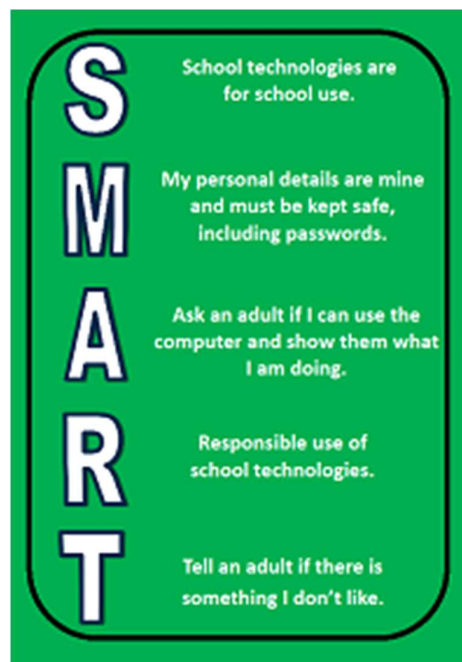 S
School technologies are
for school use.
M
My personal details are mine
and must be kept safe,
including passwords.
A
Ask an adult if I can use the
computer and show them what
I am doing.
R
Responsible use of
school technologies.
T
Tell an adult if there is
something I don't like.